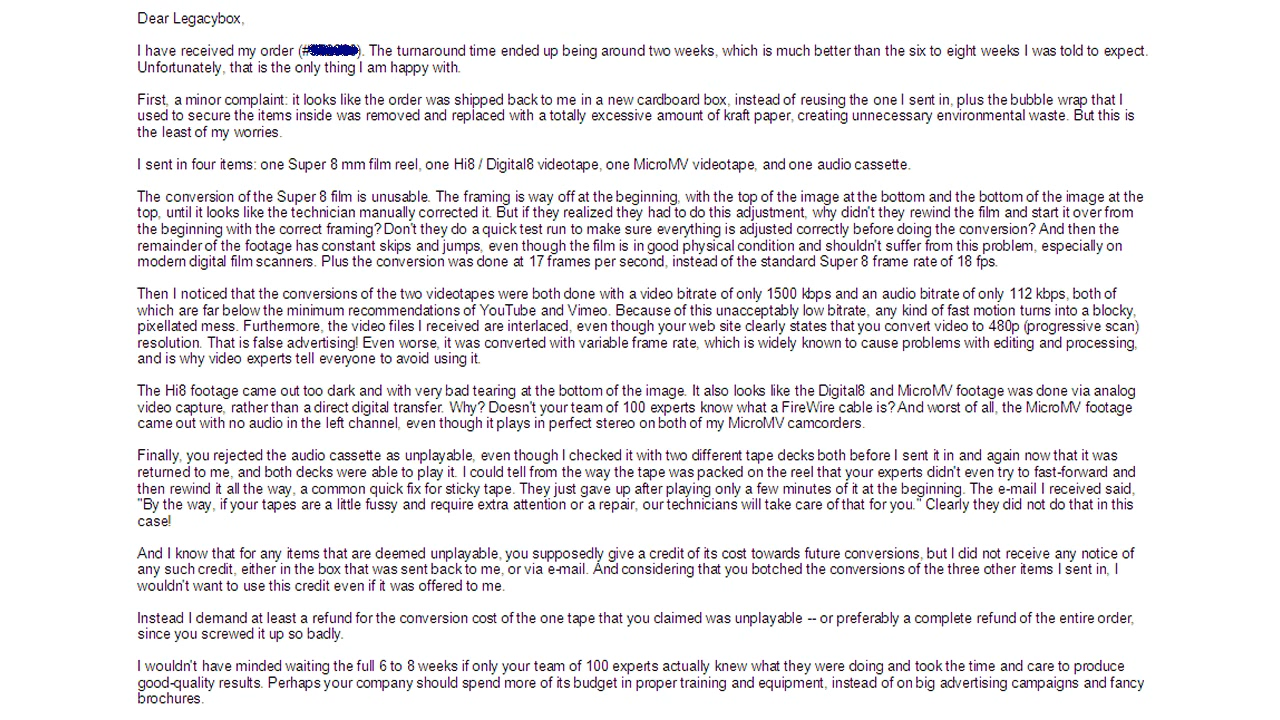 Dear Legacybox,
I have received my order (#). The turnaround time ended up being around two weeks, which is much better than the six to eight weeks I was told to expect.
Unfortunately, that is the only thing I am happy with.
First, a minor complaint: it looks like the order was shipped back to me in a new cardboard box, instead of reusing the one I sent in, plus the bubble wrap that I
used to secure the items inside was removed and replaced with a totally excessive amount of kraft paper, creating unnecessary environmental waste. But this is
the least of my worries.
I sent in four items: one Super 8 mm film reel, one Hi8 / Digital8 videotape, one MicroMV videotape, and one audio cassette.
The conversion of the Super 8 film is unusable. The framing is way off at the beginning, with the top of the image at the bottom and the bottom of the image at the
top, until it looks like the technician manually corrected it. But if they realized they had to do this adjustment, why didn't they rewind the film and start it over from
the beginning with the correct framing? Don't they do a quick test run to make sure everything is adjusted correctly before doing the conversion? And then the
remainder of the footage has constant skips and jumps, even though the film is in good physical condition and shouldn't suffer from this problem, especially on
modern digital film scanners. Plus the conversion was done at 17 frames per second, instead of the standard Super 8 frame rate of 18 fps.
Then I noticed that the conversions of the two videotapes were both done with a video bitrate of only 1500 kbps and an audio bitrate of only 112 kbps, both of
which are far below the minimum recommendations of YouTube and Vimeo. Because of this unacceptably low bitrate, any kind of fast motion turns into a blocky,
pixellated mess. Furthermore, the video files I received are interlaced, even though your web site clearly states that you convert video to 480p (progressive scan)
resolution. That is false advertising! Even worse, it was converted with variable frame rate, which is widely known to cause problems with editing and processing,
and is why video experts tell everyone to avoid using it.
The Hi8 footage came out too dark and with very bad tearing at the bottom of the image. It also looks like the Digital8 and MicroMV footage was done via analog
video capture, rather than a direct digital transfer. Why? Doesn't your team of 100 experts know what a FireWire cable is? And worst of all, the MicroMV footage
came out with no audio in the left channel, even though it plays in perfect stereo on both of my MicroMV camcorders.
Finally, you rejected the audio cassette as unplayable, even though I checked it with two different tape decks both before I sent it in and again now that it was
returned to me, and both decks were able to play it. I could tell from the way the tape was packed on the reel that your experts didn't even try to fast-forward and
then rewind it all the way, a common quick fix for sticky tape. They just gave up after playing only a few minutes of it at the beginning. The e-mail I received said,
"By the way, if your tapes are a little fussy and require extra attention or a repair, our technicians will take care of that for you." Clearly they did not do that in this
case!
And I know that for any items that are deemed unplayable, you supposedly give a credit of its cost towards future conversions, but I did not receive any notice of
any such credit, either in the box that was sent back to me, or via e-mail. And considering that you botched the conversions of the three other items I sent in, I
wouldn't want to use this credit even if it was offered to me.
Instead I demand at least a refund for the conversion cost of the one tape that you claimed was unplayable -- or preferably a complete refund of the entire order,
since you screwed it up so badly.
I wouldn't have minded waiting the full 6 to 8 weeks if only your team of 100 experts actually knew what they were doing and took the time and care to produce
good-quality results. Perhaps your company should spend more of its budget in proper training and equipment, instead of on big advertising campaigns and fancy
brochures.